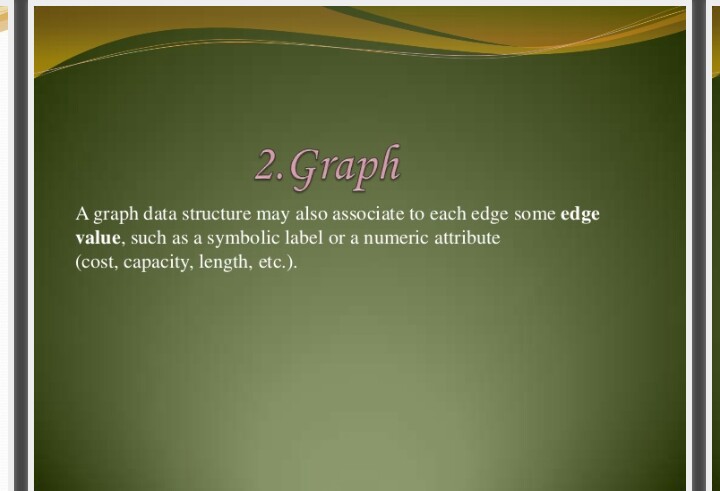 2. Graph
A graph data structure may also associate to each edge some edge
value, such as a symbolic label or a numeric attribute
(cost, capacity, length, etc.).